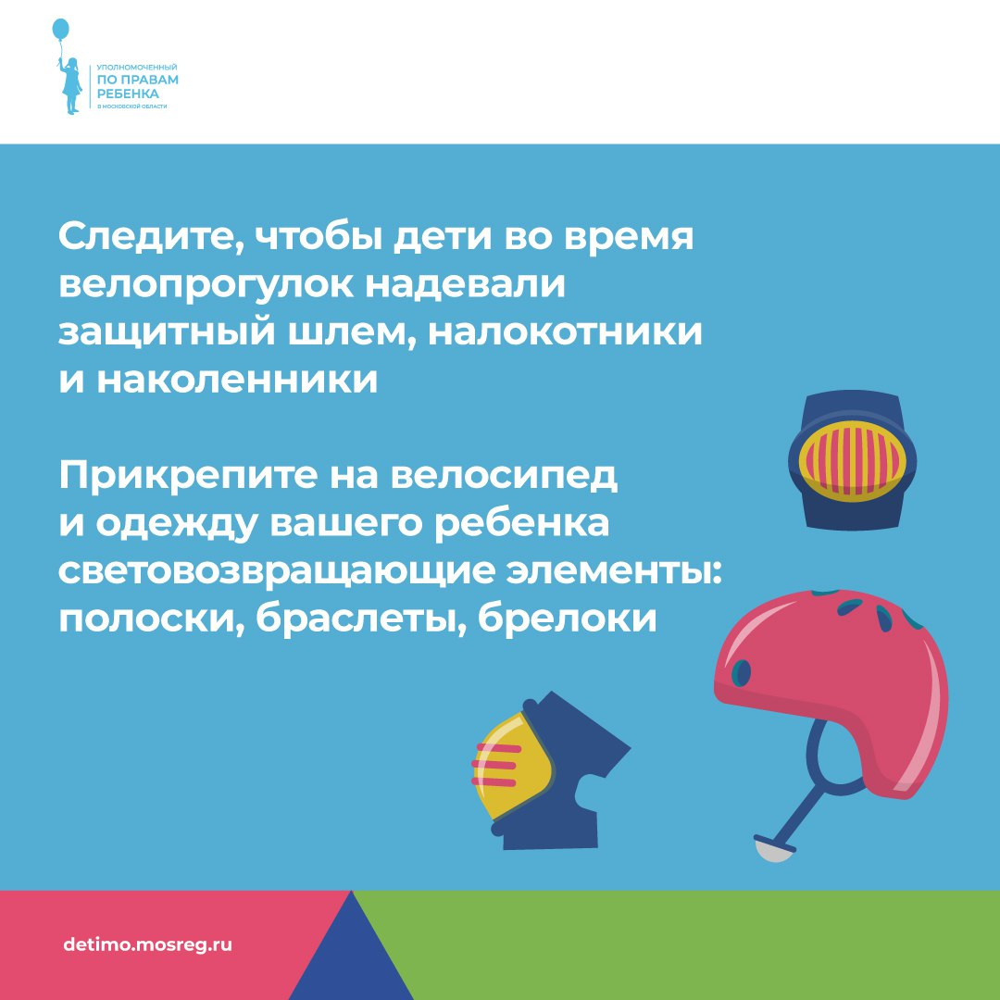 УПОЛНОМОЧЕННЫЙ
ПО ПРАВАМ
РЕБЕНКА
В МОСКОВСКОЙ ОБЛАСТИ
Следите, чтобы дети во время
велопрогулок надевали
защитный шлем, налокотники
и наколенники
Прикрепите на велосипед
и одежду вашего ребенка
световозвращающие элементы:
полоски, браслеты, брелоки
detimo.mosreg.ru